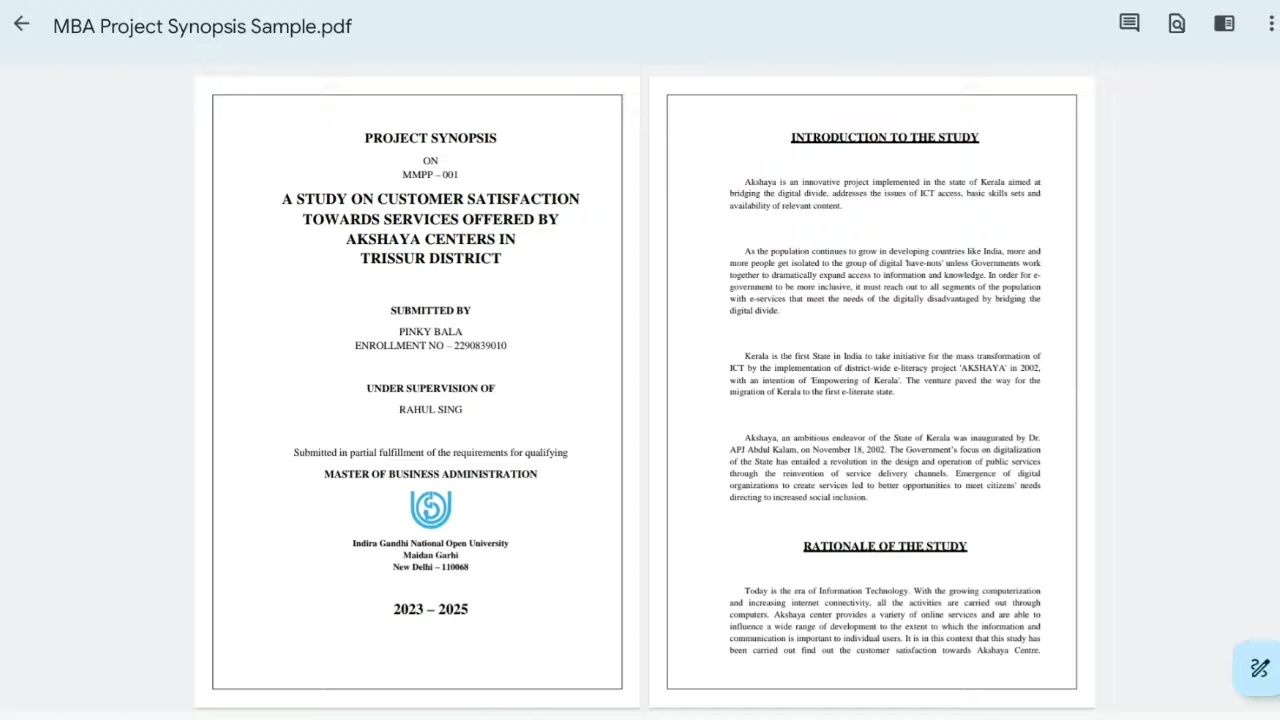 MBA Project Synopsis Sample.pdf
PROJECT SYNOPSIS
ON
MMPP – 001
A STUDY ON CUSTOMER SATISFACTION
TOWARDS SERVICES OFFERED BY
AKSHAYA CENTERS IN
TRISSUR DISTRICT
SUBMITTED BY
PINKY BALA
ENROLLMENT NO – 2290839010
UNDER SUPERVISION OF
RAHUL SING
Submitted in partial fulfillment of the requirements for qualifying
MASTER OF BUSINESS ADMINISTRATION
Indira Gandhi National Open University
Maidan Garhi
New Delhi – 110068
2023 – 2025
INTRODUCTION TO THE STUDY
Akshaya is an innovative project implemented in the state of Kerala aimed at
bridging the digital divide, addresses the issues of ICT access, basic skills sets and
availability of relevant content.
As the population continues to grow in developing countries like India, more and
more people get isolated to the group of digital 'have-nots' unless Governments work
together to dramatically expand access to information and knowledge. In order for e-
government to be more inclusive, it must reach out to all segments of the population
with e-services that meet the needs of the digitally disadvantaged by bridging the
digital divide.
Kerala is the first State in India to take initiative for the mass transformation of
ICT by the implementation of district-wide e-literacy project 'AKSHAYA' in 2002,
with an intention of 'Empowering of Kerala'. The venture paved the way for the
migration of Kerala to the first e-literate state.
Akshaya, an ambitious endeavor of the State of Kerala was inaugurated by Dr.
APJ Abdul Kalam, on November 18, 2002. The Government's focus on digitalization
of the State has entailed a revolution in the design and operation of public services
through the reinvention of service delivery channels. Emergence of digital
organizations to create services led to better opportunities to meet citizens' needs
directing to increased social inclusion.
RATIONALE OF THE STUDY
Today is the era of Information Technology. With the growing computerization
and increasing internet connectivity, all the activities are carried out through
computers. Akshaya center provides a variety of online services and are able to
influence a wide range of development to the extent to which the information and
communication is important to individual users. It is in this context that this study has
been carried out find out the customer satisfaction towards Akshaya Centre.